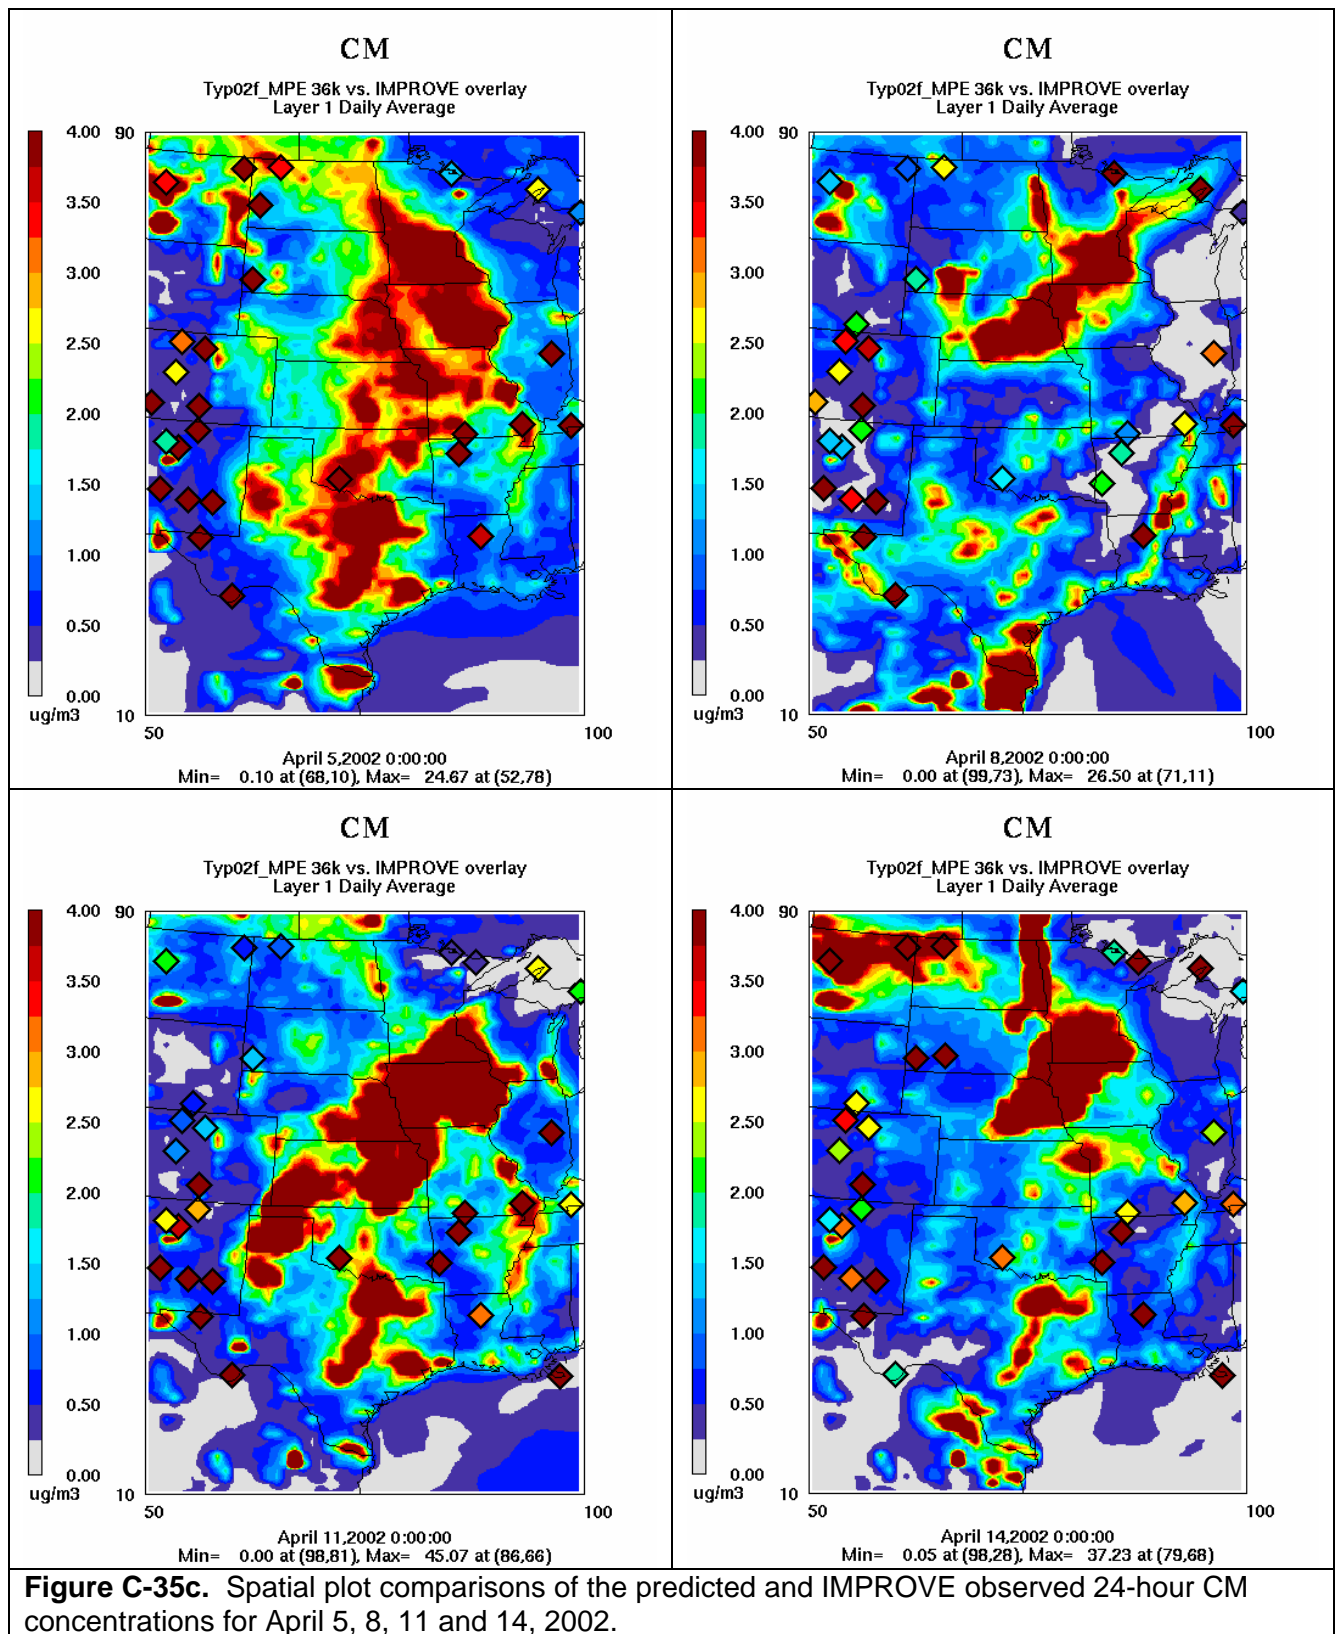 CM
Typ02f_MPE 36k vs. IMPROVE overlay
Layer 1 Daily Average
4.00
3.50
3.00
2.50
2.00
1.50
1.00
0.50
0.00
ug/m3
90
10
50
100
April 5,2002 0:00:00
Min= 0.10 at (68,10), Max= 24.67 at (52,78)
CM
Typ02f_MPE 36k vs. IMPROVE overlay
Layer 1 Daily Average
4.00
3.50
3.00
2.50
2.00
1.50
1.00
0.50
0.00
ug/m3
90
10
50
100
April 8,2002 0:00:00
Min= 0.00 at (99,73), Max= 26.50 at (71,11)
CM
Typ02f_MPE 36k vs. IMPROVE overlay
Layer 1 Daily Average
4.00
3.50
3.00
2.50
2.00
1.50
1.00
0.50
0.00
ug/m3
90
10
50
100
April 11,2002 0:00:00
Min= 0.00 at (98,81), Max= 45.07 at (86,66)
CM
Typ02f_MPE 36k vs. IMPROVE overlay
Layer 1 Daily Average
4.00
3.50
3.00
2.50
2.00
1.50
1.00
0.50
0.00
ug/m3
90
10
50
100
April 14,2002 0:00:00
Min= 0.05 at (98,28), Max= 37.23 at (79,68)
Figure C-35c. Spatial plot comparisons of the predicted and IMPROVE observed 24-hour CM
concentrations for April 5, 8, 11 and 14, 2002.